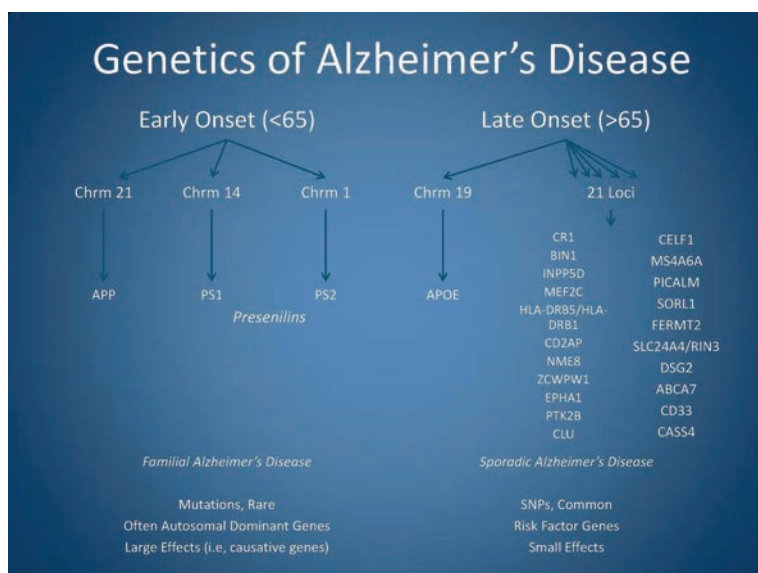 Genetics of Alzheimer's Disease
Early Onset (<65)
Late Onset (>65)
Chrm 21
Chrm 14
Chrm 1
Chrm 19
21 Loci
APP
PS1
PS2
Presenilins
APOE
CR1
BIN1
INPP5D
MEF2C
HLA-DRB5/HLA-
DRB1
CD2AP
NME8
ZCWPW1
EPHA1
PTK2B
CLU
CELF1
MS4A6A
PICALM
SORL1
FERMT2
SLC24A4/RIN3
DSG2
ABCA7
CD33
CASS4
Familial Alzheimer's Disease
Mutations, Rare
Often Autosomal Dominant Genes
Large Effects (i.e, causative genes)
Sporadic Alzheimer's Disease
SNPs, Common
Risk Factor Genes
Small Effects